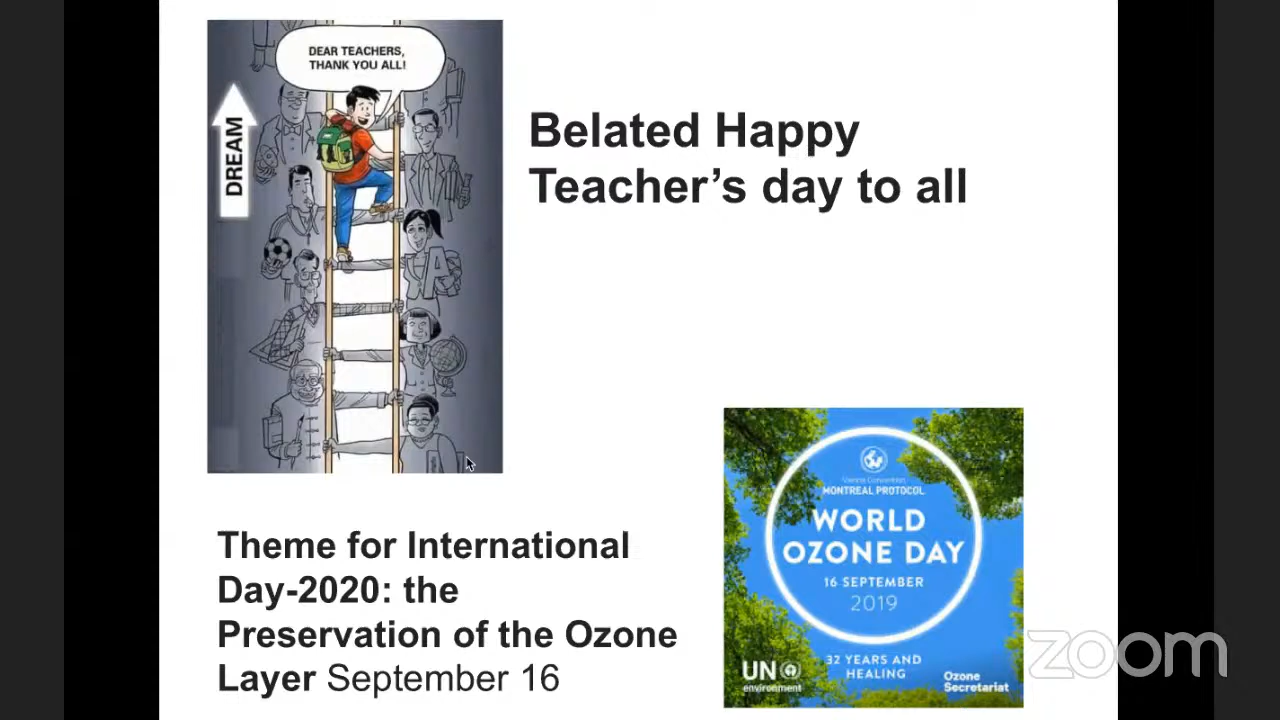 DEAR TEACHERS,
THANK YOU ALL!
DREAM
Belated Happy
Teacher’s day to all
A
Theme for International
Day-2020: the
Preservation of the Ozone
Layer September 16
Vienna Convention
MONTREAL PROTOCOL
WORLD
OZONE DAY
16 SEPTEMBER
2019
32 YEARS AND
HEALING
UN
environment
Ozone
Secretariat
zoom